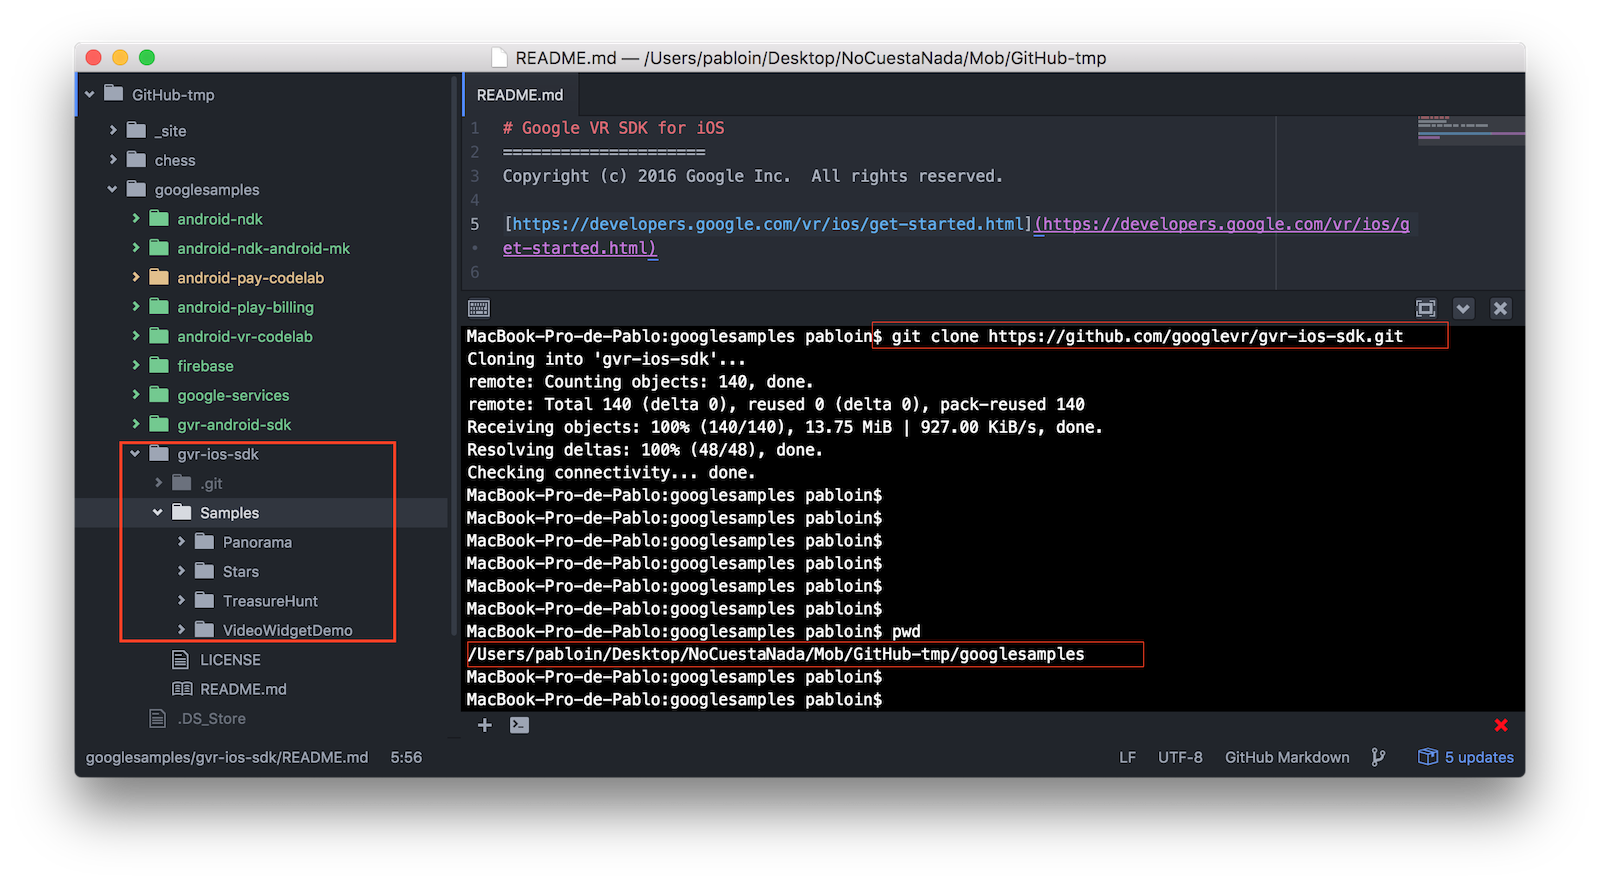 README.md — /Users/pabloin/Desktop/NoCuestaNada/Mob/GitHub-tmp
GitHub-tmp
_site
chess
googlesamples
android-ndk
android-ndk-android-mk
android-pay-codelab
android-play-billing
android-vr-codelab
firebase
google-services
gvr-android-sdk
gvr-ios-sdk
.git
Samples
Panorama
Stars
TreasureHunt
VideoWidgetDemo
LICENSE
README.md
.DS_Store
README.md
1 # Google VR SDK for iOS
2 =====================
3 Copyright (c) 2016 Google Inc.  All rights reserved.
4
5 [https://developers.google.com/vr/ios/get-started.html](https://developers.google.com/vr/ios/g
• et-started.html)
6
MacBook-Pro-de-Pablo:googlesamples pabloin$ git clone https://github.com/googlevr/gvr-ios-sdk.git
Cloning into 'gvr-ios-sdk'...
remote: Counting objects: 140, done.
remote: Total 140 (delta 0), reused 0 (delta 0), pack-reused 140
Receiving objects: 100% (140/140), 13.75 MiB | 927.00 KiB/s, done.
Resolving deltas: 100% (48/48), done.
Checking connectivity... done.
MacBook-Pro-de-Pablo:googlesamples pabloin$
MacBook-Pro-de-Pablo:googlesamples pabloin$
MacBook-Pro-de-Pablo:googlesamples pabloin$
MacBook-Pro-de-Pablo:googlesamples pabloin$
MacBook-Pro-de-Pablo:googlesamples pabloin$
MacBook-Pro-de-Pablo:googlesamples pabloin$
MacBook-Pro-de-Pablo:googlesamples pabloin$ pwd
/Users/pabloin/Desktop/NoCuestaNada/Mob/GitHub-tmp/googlesamples
MacBook-Pro-de-Pablo:googlesamples pabloin$
MacBook-Pro-de-Pablo:googlesamples pabloin$
googlesamples/gvr-ios-sdk/README.md 5:56 LF UTF-8 GitHub Markdown 5 updates